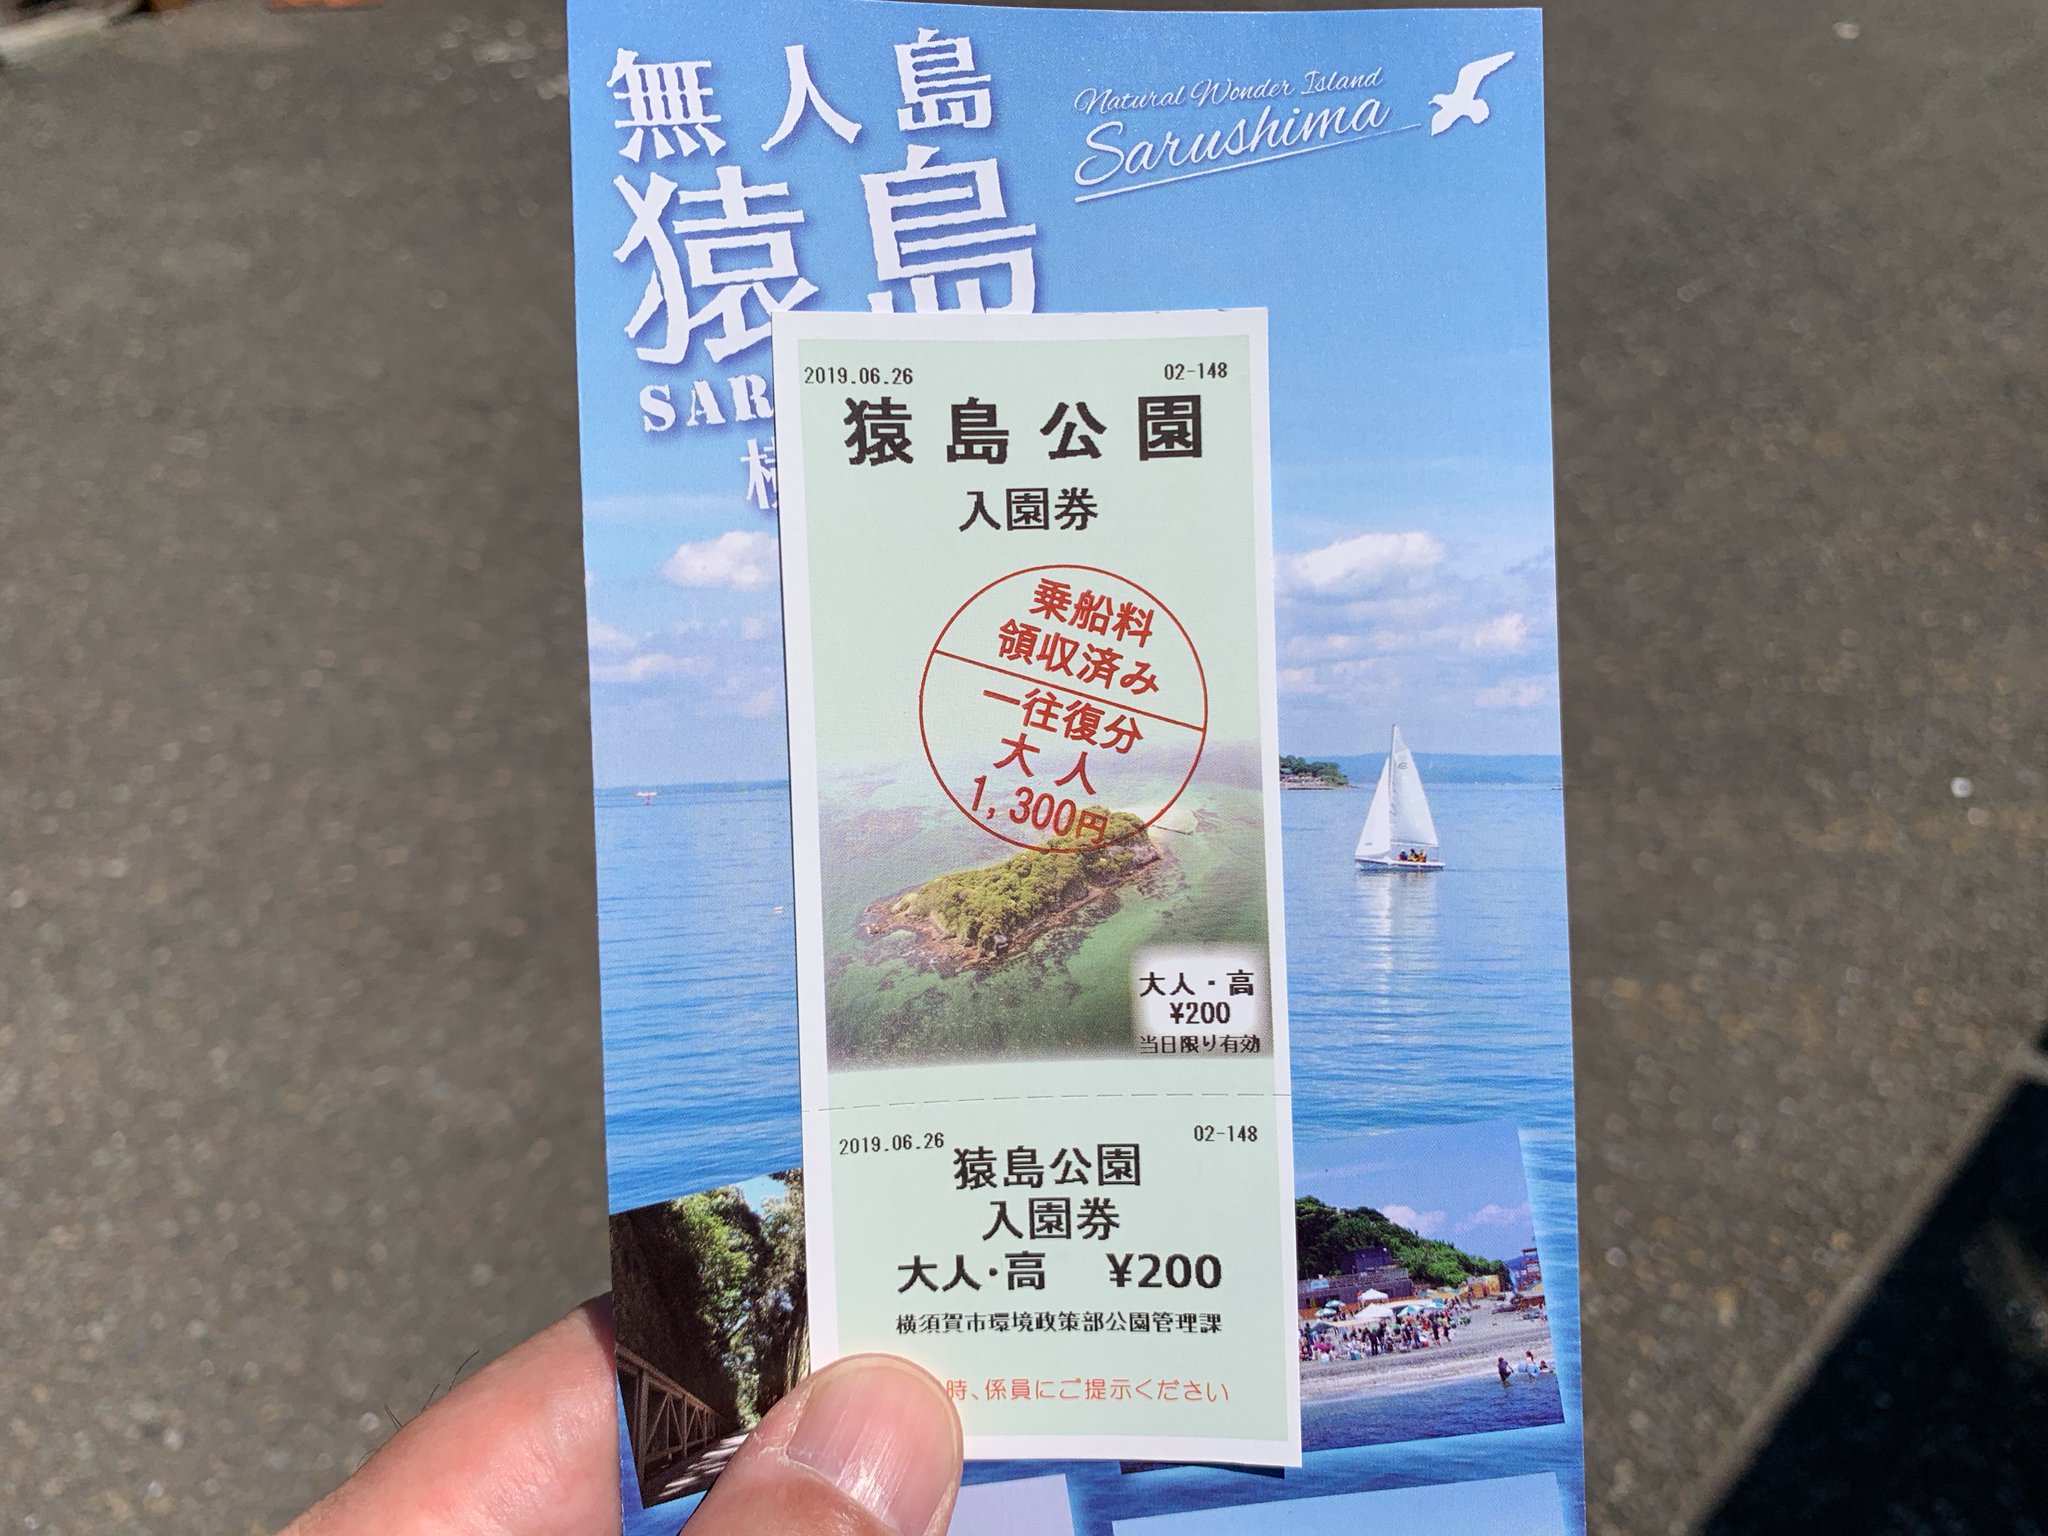 無人島
猿島
Natural Wonder Island
Sarushima
SAR
2019.06.26
02-148
猿島公園
入園券
乗船料
領収済み
一往復分
大人
1,300円
大人・高
¥200
当日限り有効
2019.06.26
02-148
猿島公園
入園券
大人・高 ¥200
横須賀市環境政策部公園管理課
時、係員にご提示ください